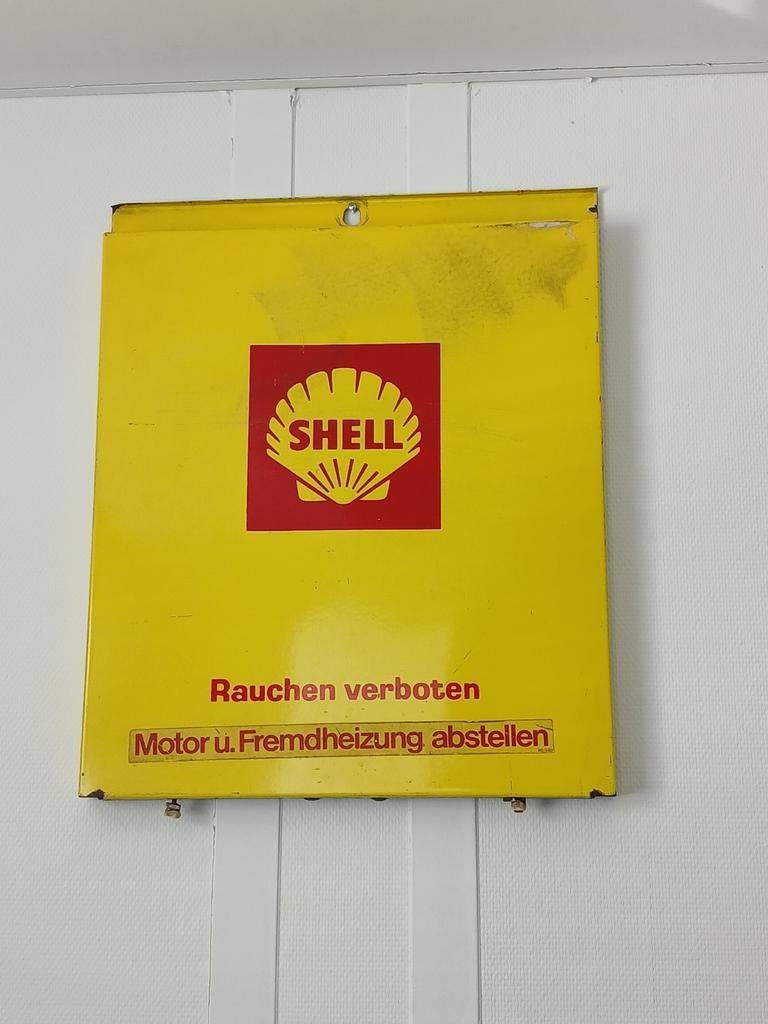 SHELL
Rauchen verboten
Motor u. Fremdheizung abstellen